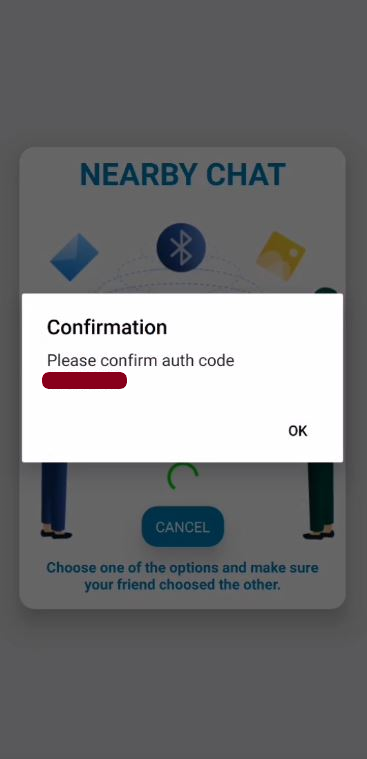 NEARBY CHAT
Confirmation
Please confirm auth code
OK
CANCEL
Choose one of the options and make sure
your friend choosed the other.